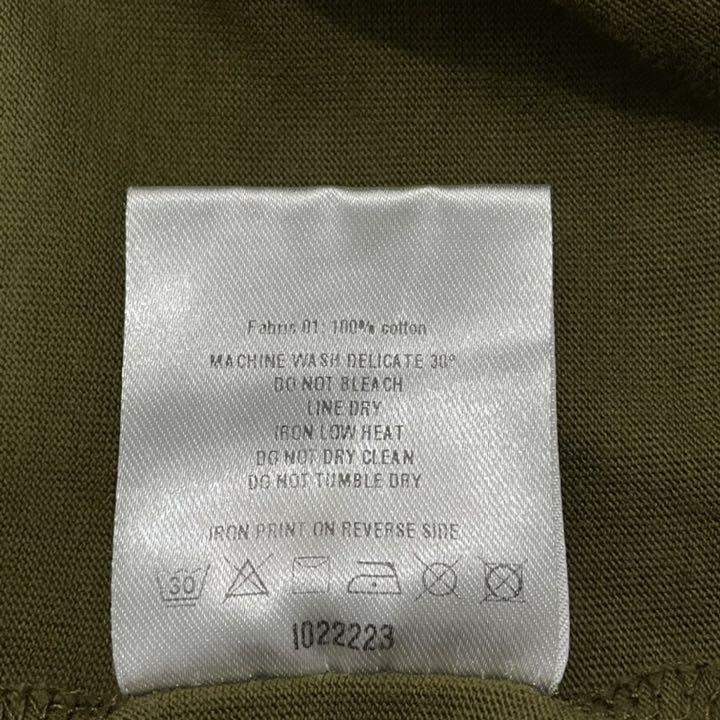 Fabric 01: 100% cotton
MACHINE WASH DELICATE 30°
DO NOT BLEACH
LINE DRY
IRON LOW HEAT
DO NOT DRY CLEAN
DO NOT TUMBLE DRY
IRON PRINT ON REVERSE SIDE
30
1022223